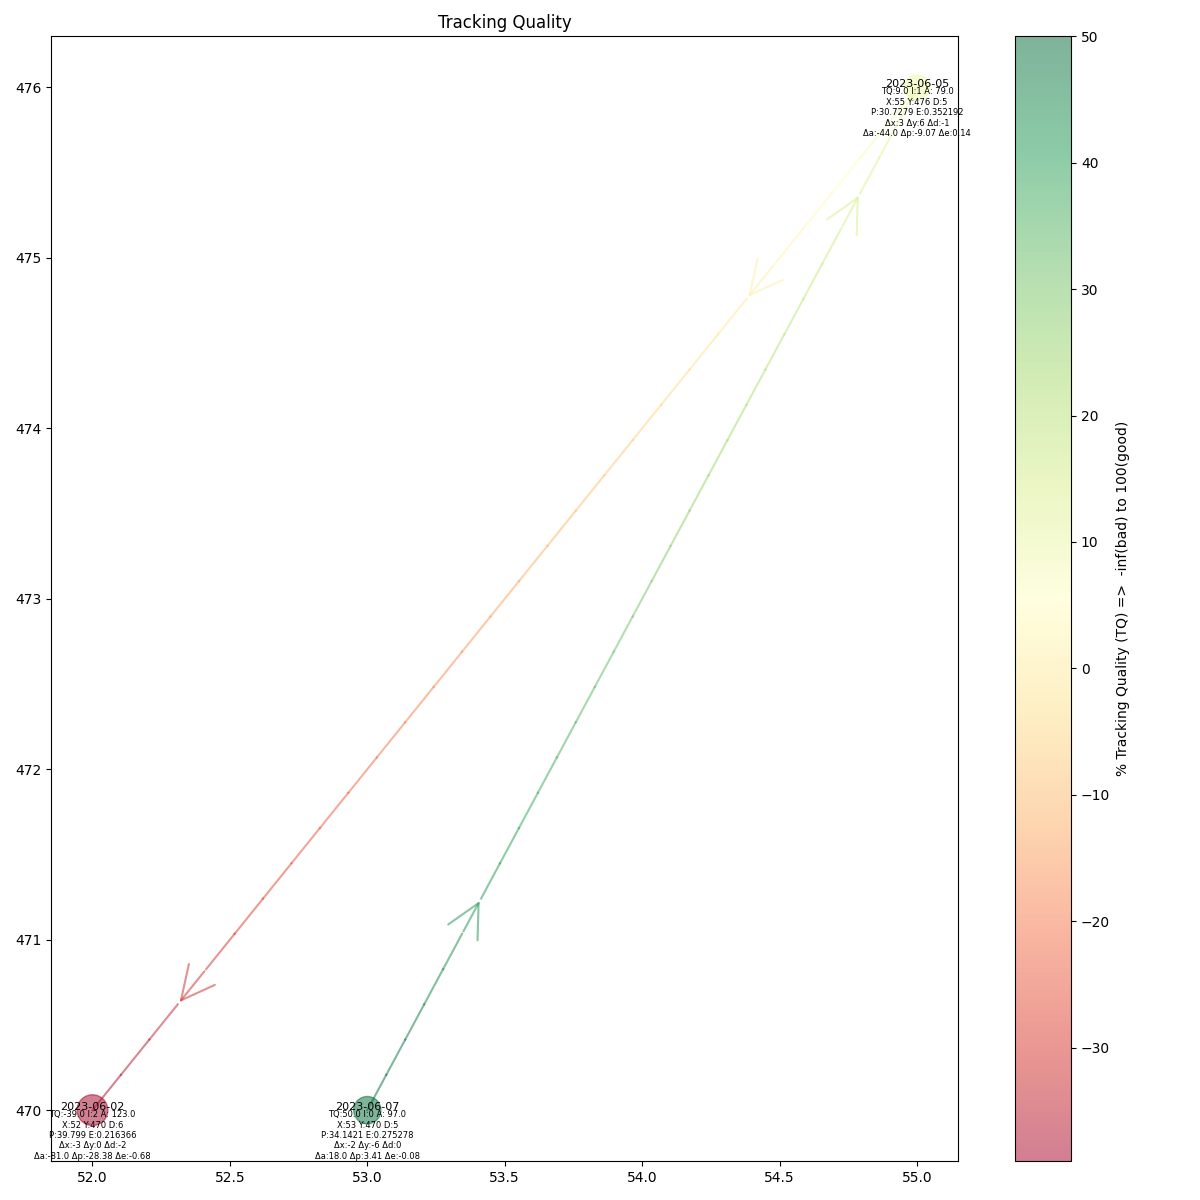 Tracking Quality
476
475
474
473
472
471
470
2023-06-05
TQ:9.0 I:1 A: 79.0
X:55 Y:476 D:5
P:30.7279 E:0.352192
Δx:3 Δy:6 Δd:-1
Δa:-44.0 Δp:-9.07 Δe:0.14
2023-06-02
TQ:-39.0 I:2 A: 123.0
X:52 Y:470 D:6
P:39.799 E:0.216366
Δx:-3 Δy:0 Δd:-2
Δa:-81.0 Δp:-28.38 Δe:-0.68
2023-06-07
TQ:50.0 I:0 A: 97.0
X:53 Y:470 D:5
P:34.1421 E:0.275278
Δx:-2 Δy:-6 Δd:0
Δa:18.0 Δp:3.41 Δe:-0.08
52.0 52.5 53.0 53.5 54.0 54.5 55.0
50
40
30
20
10
0
−10
−20
−30
% Tracking Quality (TQ) => -inf(bad) to 100(good)